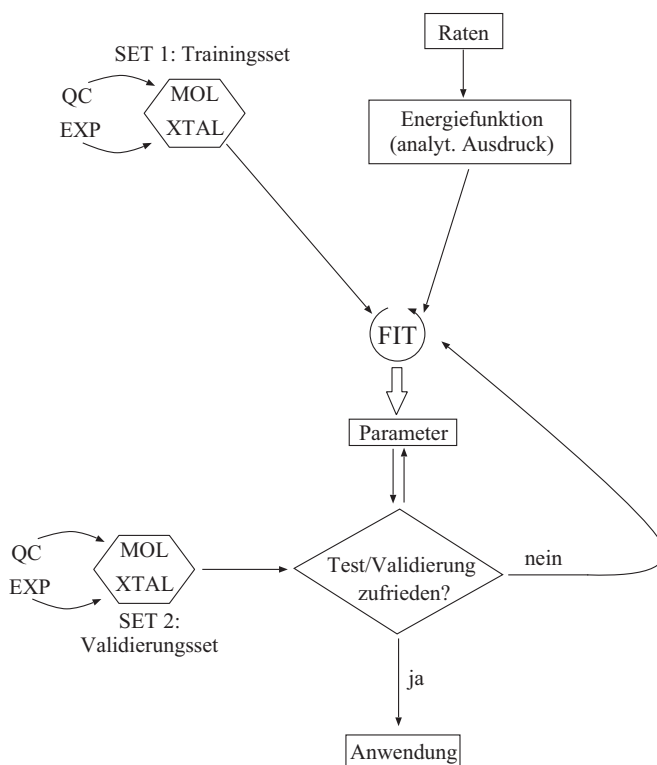 SET 1: Trainingsset
QC
EXP
MOL
XTAL
Raten
Energiefunktion
(analyt. Ausdruck)
FIT
Parameter
QC
EXP
MOL
XTAL
SET 2:
Validierungsset
Test/Validierung
zufrieden?
nein
ja
Anwendung